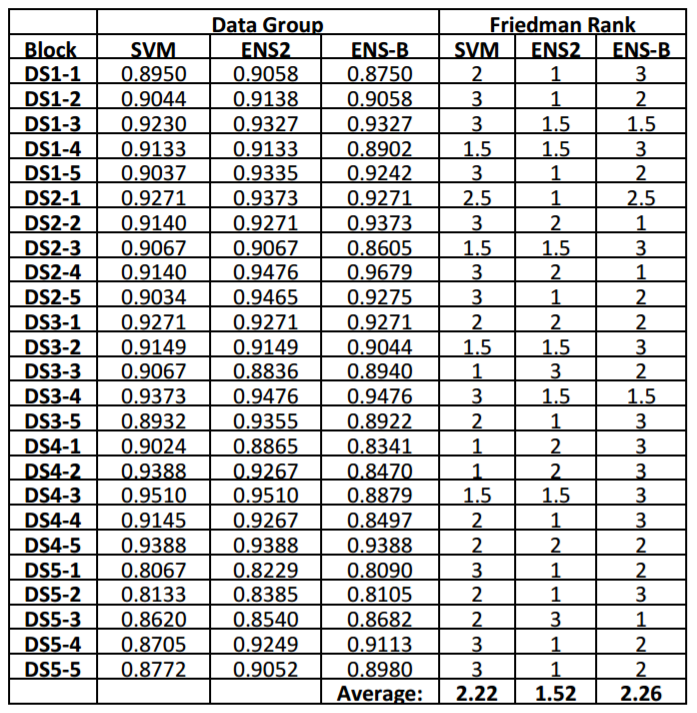 Data Group Friedman Rank
Block SVM ENS2 ENS-B SVM ENS2 ENS-B
DS1-1 0.8950 0.9058 0.8750 2 1 3
DS1-2 0.9044 0.9138 0.9058 3 1 2
DS1-3 0.9230 0.9327 0.9327 3 1.5 1.5
DS1-4 0.9133 0.9133 0.8902 1.5 1.5 3
DS1-5 0.9037 0.9335 0.9242 3 1 2
DS2-1 0.9271 0.9373 0.9271 2.5 1 2.5
DS2-2 0.9140 0.9271 0.9373 3 2 1
DS2-3 0.9067 0.9067 0.8605 1.5 1.5 3
DS2-4 0.9140 0.9476 0.9679 3 2 1
DS2-5 0.9034 0.9465 0.9275 3 1 2
DS3-1 0.9271 0.9271 0.9271 2 2 2
DS3-2 0.9149 0.9149 0.9044 1.5 1.5 3
DS3-3 0.9067 0.8836 0.8940 1 3 2
DS3-4 0.9373 0.9476 0.9476 3 1.5 1.5
DS3-5 0.8932 0.9355 0.8922 2 1 3
DS4-1 0.9024 0.8865 0.8341 1 2 3
DS4-2 0.9388 0.9267 0.8470 1 2 3
DS4-3 0.9510 0.9510 0.8879 1.5 1.5 3
DS4-4 0.9145 0.9267 0.8497 2 1 3
DS4-5 0.9388 0.9388 0.9388 2 2 2
DS5-1 0.8067 0.8229 0.8090 3 1 2
DS5-2 0.8133 0.8385 0.8105 2 1 3
DS5-3 0.8620 0.8540 0.8682 2 3 1
DS5-4 0.8705 0.9249 0.9113 3 1 2
DS5-5 0.8772 0.9052 0.8980 3 1 2
Average: 2.22 1.52 2.26